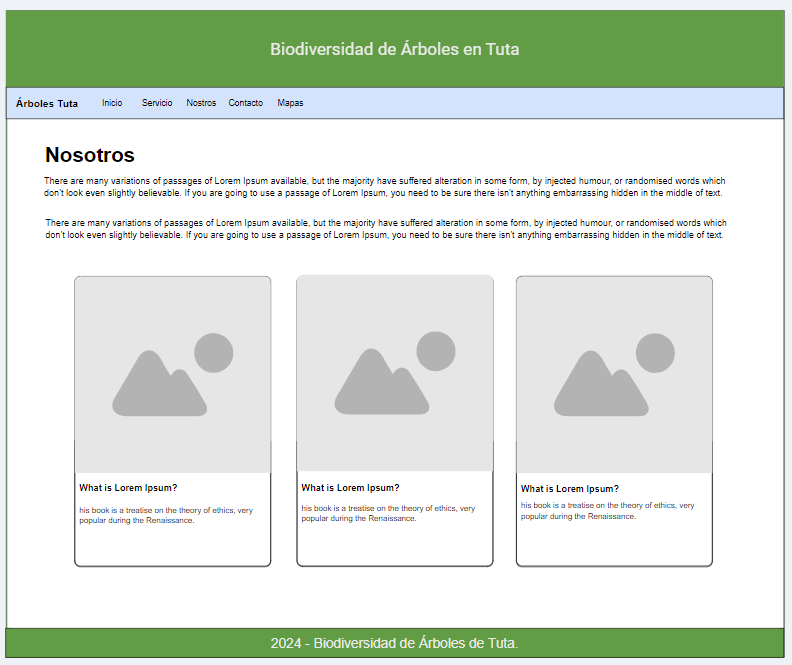 Biodiversidad de Árboles en Tuta
Árboles Tuta Inicio Servicio Nostros Contacto Mapas
Nosotros
There are many variations of passages of Lorem Ipsum available, but the majority have suffered alteration in some form, by injected humour, or randomised words which
don't look even slightly believable. If you are going to use a passage of Lorem Ipsum, you need to be sure there isn't anything embarrassing hidden in the middle of text.
There are many variations of passages of Lorem Ipsum available, but the majority have suffered alteration in some form, by injected humour, or randomised words which
don't look even slightly believable. If you are going to use a passage of Lorem Ipsum, you need to be sure there isn't anything embarrassing hidden in the middle of text.
What is Lorem Ipsum?
his book is a treatise on the theory of ethics, very
popular during the Renaissance.
What is Lorem Ipsum?
his book is a treatise on the theory of ethics, very
popular during the Renaissance.
What is Lorem Ipsum?
his book is a treatise on the theory of ethics, very
popular during the Renaissance.
2024 - Biodiversidad de Árboles de Tuta.